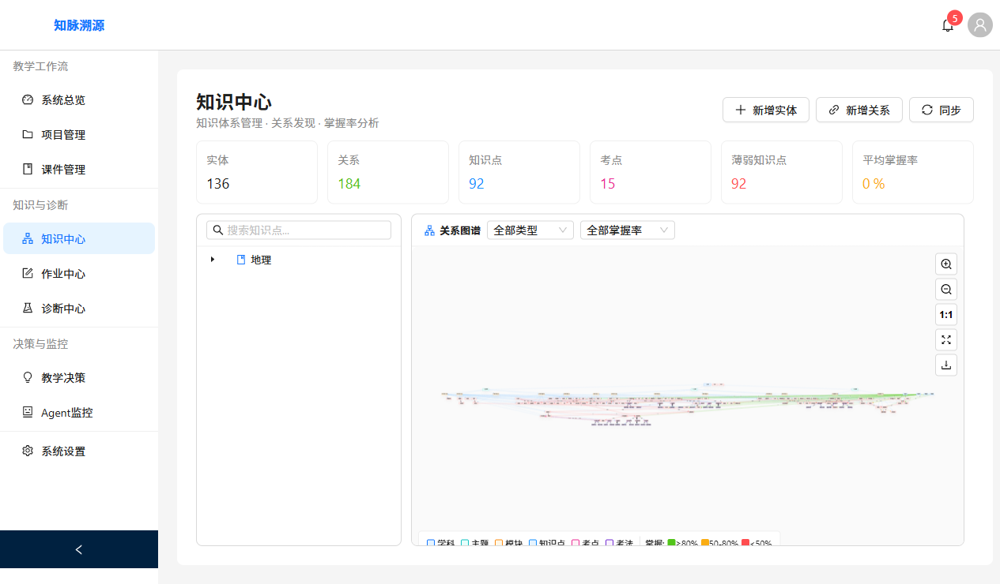 知脉溯源
5
教学工作流
系统总览
项目管理
课件管理
知识与诊断
知识中心
作业中心
诊断中心
决策与监控
教学决策
Agent监控
系统设置
知识中心
知识体系管理 · 关系发现 · 掌握率分析
新增实体
新增关系
同步
实体
136
关系
184
知识点
92
考点
15
薄弱知识点
92
平均掌握率
0 %
搜索知识点...
地理
关系图谱 全部类型 全部掌握率
1:1
学科 主题 模块 知识点 考点 考法 掌握: ≥80% 50-80% <50%